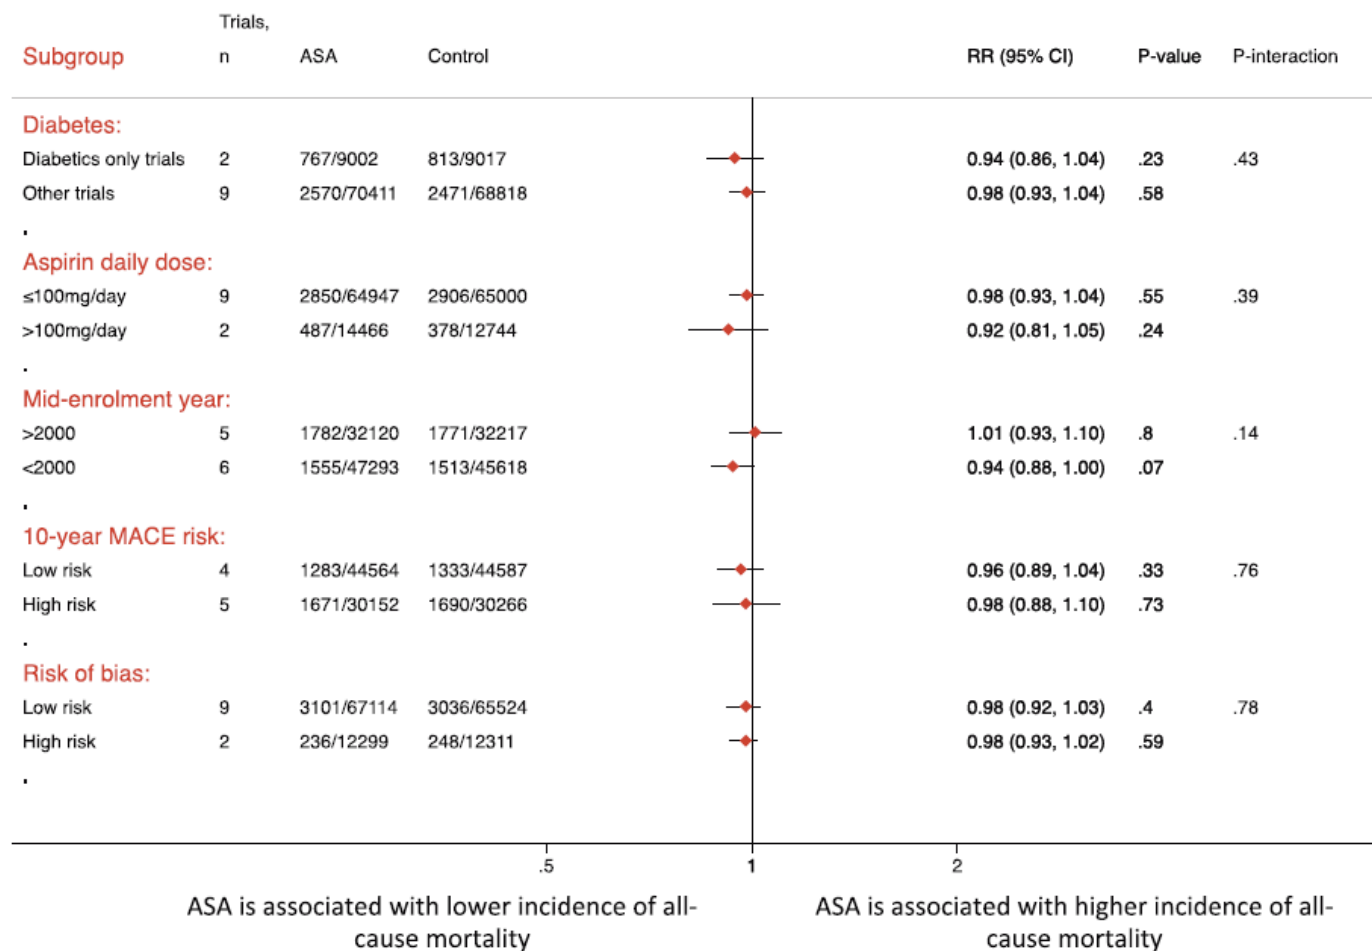 Trials,
Subgroup n ASA Control RR (95% CI) P-value P-interaction
Diabetes:
Diabetics only trials 2 767/9002 813/9017 0.94 (0.86, 1.04) .23 .43
Other trials 9 2570/70411 2471/68818 0.98 (0.93, 1.04) .58
.
Aspirin daily dose:
≤100mg/day 9 2850/64947 2906/65000 0.98 (0.93, 1.04) .55 .39
>100mg/day 2 487/14466 378/12744 0.92 (0.81, 1.05) .24
.
Mid-enrolment year:
>2000 5 1782/32120 1771/32217 1.01 (0.93, 1.10) .8 .14
<2000 6 1555/47293 1513/45618 0.94 (0.88, 1.00) .07
.
10-year MACE risk:
Low risk 4 1283/44564 1333/44587 0.96 (0.89, 1.04) .33 .76
High risk 5 1671/30152 1690/30266 0.98 (0.88, 1.10) .73
.
Risk of bias:
Low risk 9 3101/67114 3036/65524 0.98 (0.92, 1.03) .4 .78
High risk 2 236/12299 248/12311 0.98 (0.93, 1.02) .59
.
.5 1 2
ASA is associated with lower incidence of all-
cause mortality
ASA is associated with higher incidence of all-
cause mortality